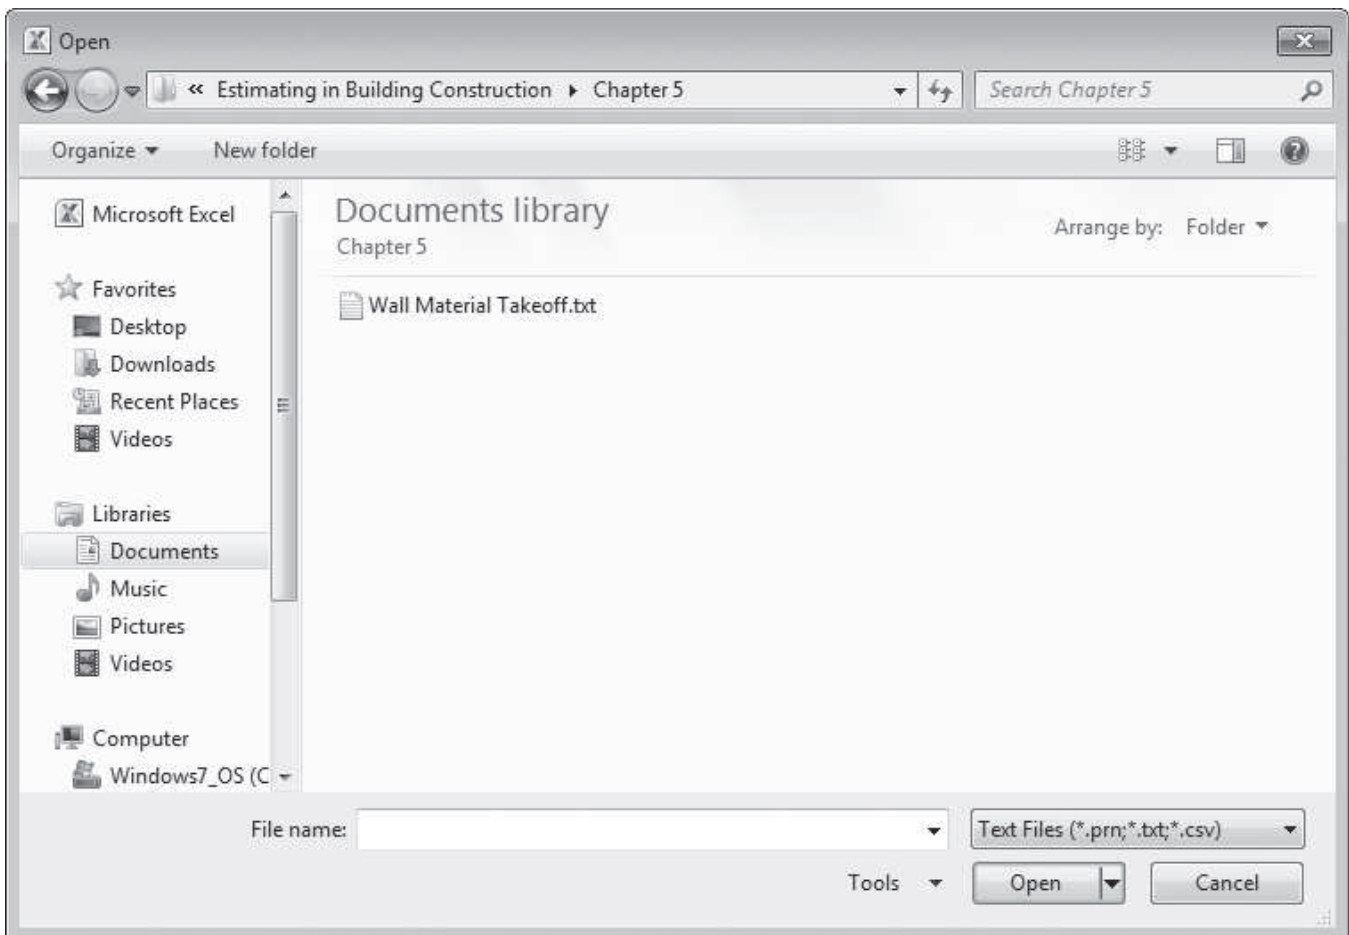 Open
« Estimating in Building Construction Chapter 5
Search Chapter 5
Organize New folder
Microsoft Excel
Favorites
Desktop
Downloads
Recent Places
Videos
Libraries
Documents
Music
Pictures
Videos
Computer
Windows7_OS (C
Documents library
Chapter 5
Arrange by: Folder
Wall Material Takeoff.txt
File name:
Text Files (*.prn;*.txt;*.csv)
Tools Open Cancel